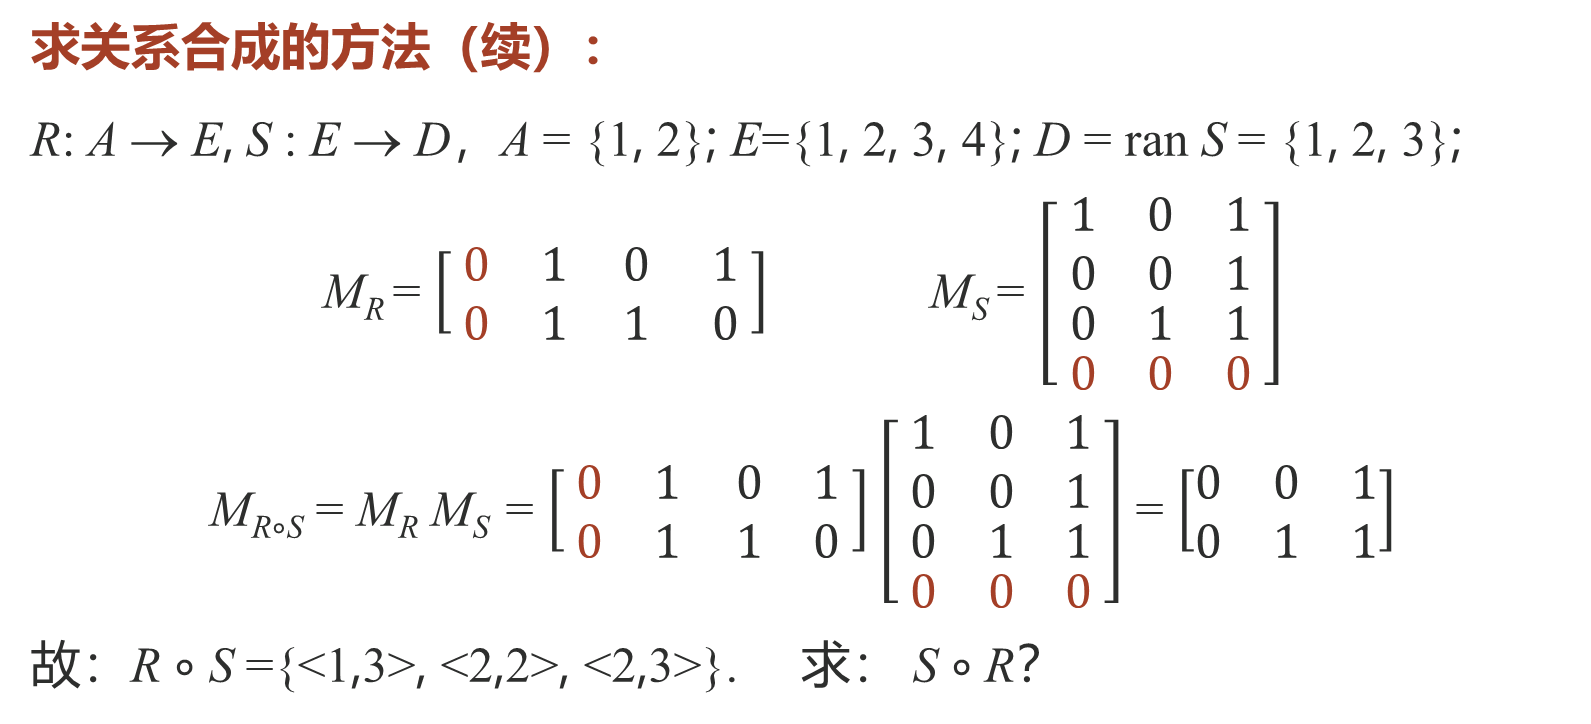 求关系合成的方法（续）：
R: A → E, S : E → D，A = {1, 2}; E={1, 2, 3, 4}; D = ran S = {1, 2, 3};
M_R = [0 1 0 1; 0 1 1 0] M_S = [1 0 1; 0 0 1; 0 1 1; 0 0 0]
M_{R∘S} = M_R M_S = [0 1 0 1; 0 1 1 0] [1 0 1; 0 0 1; 0 1 1; 0 0 0] = [0 0 1; 0 1 1]
故：R ∘ S ={<1,3>, <2,2>, <2,3>}. 求： S ∘ R?